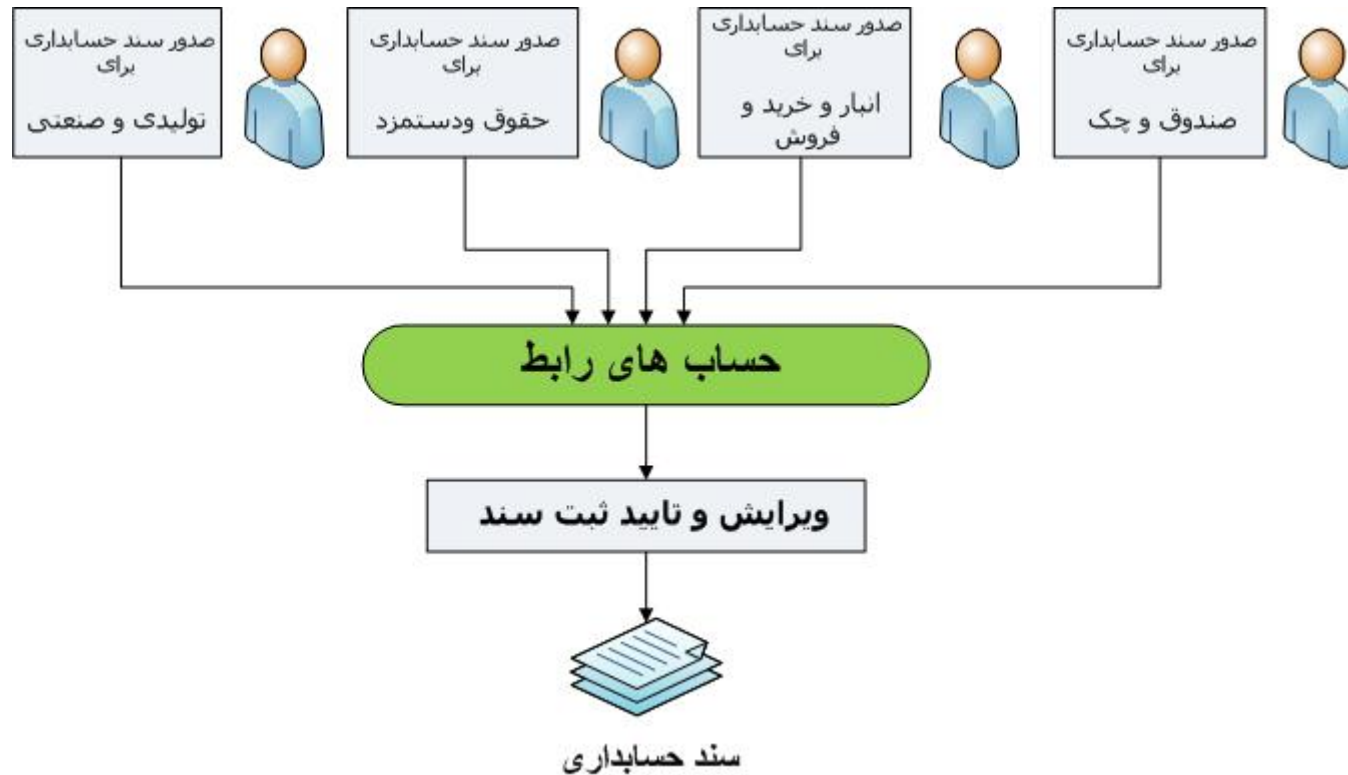 صدور سند حسابداری
برای
صندوق و چک
صدور سند حسابداری
برای
انبار و خرید و
فروش
صدور سند حسابداری
برای
حقوق ودستمزد
صدور سند حسابداری
برای
تولیدی و صنعتی
حساب های رابط
ویرایش و تایید ثبت سند
سند حسابداری